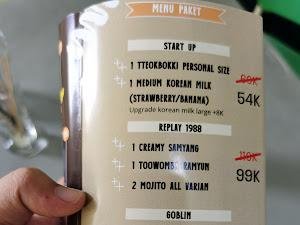 MENU PAKET
START UP
1 TTEOKBOKKI PERSONAL SIZE
1 MEDIUM KOREAN MILK
(STRAWBERRY/BANANA)
Upgrade korean milk large +8K
69K
54K
REPLAY 1988
1 CREAMY SAMYANG
1 TOOWOMBA RAMYUN
2 MOJITO ALL VARIAN
119K
99K
GOBLIN